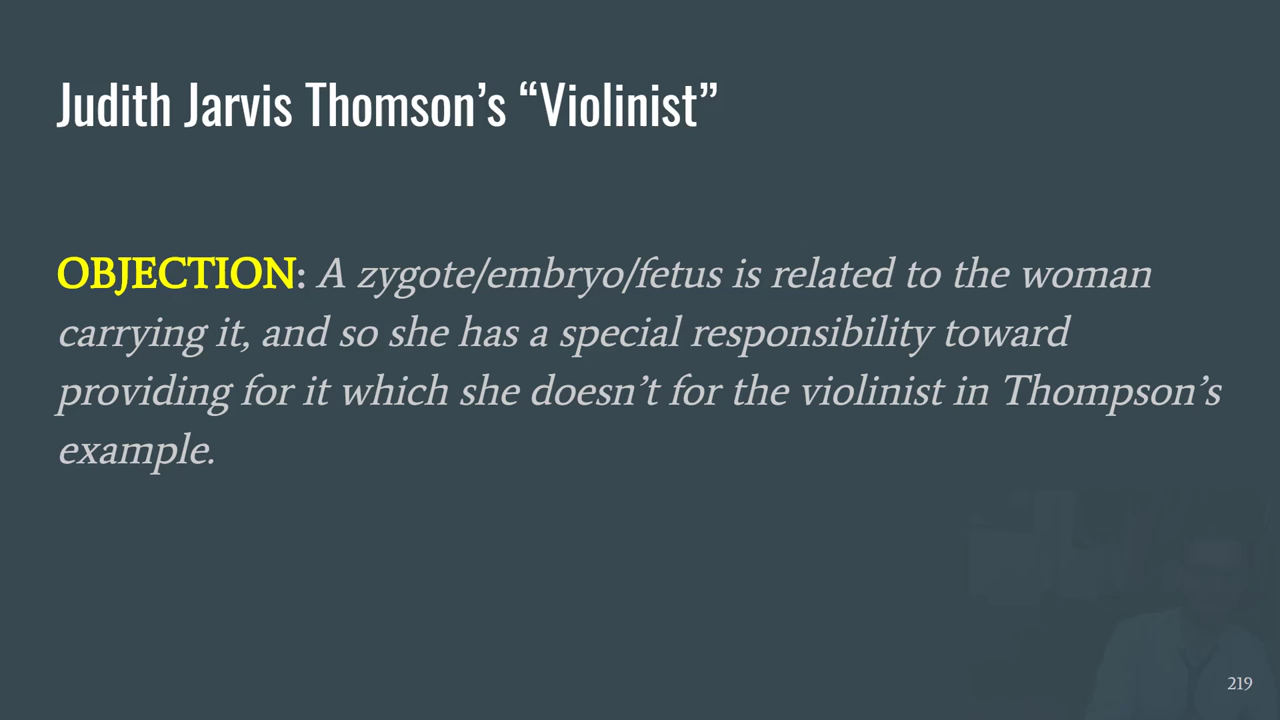 Judith Jarvis Thomson’s “Violinist”
OBJECTION: A zygote/embryo/fetus is related to the woman
carrying it, and so she has a special responsibility toward
providing for it which she doesn’t for the violinist in Thompson’s
example.
219